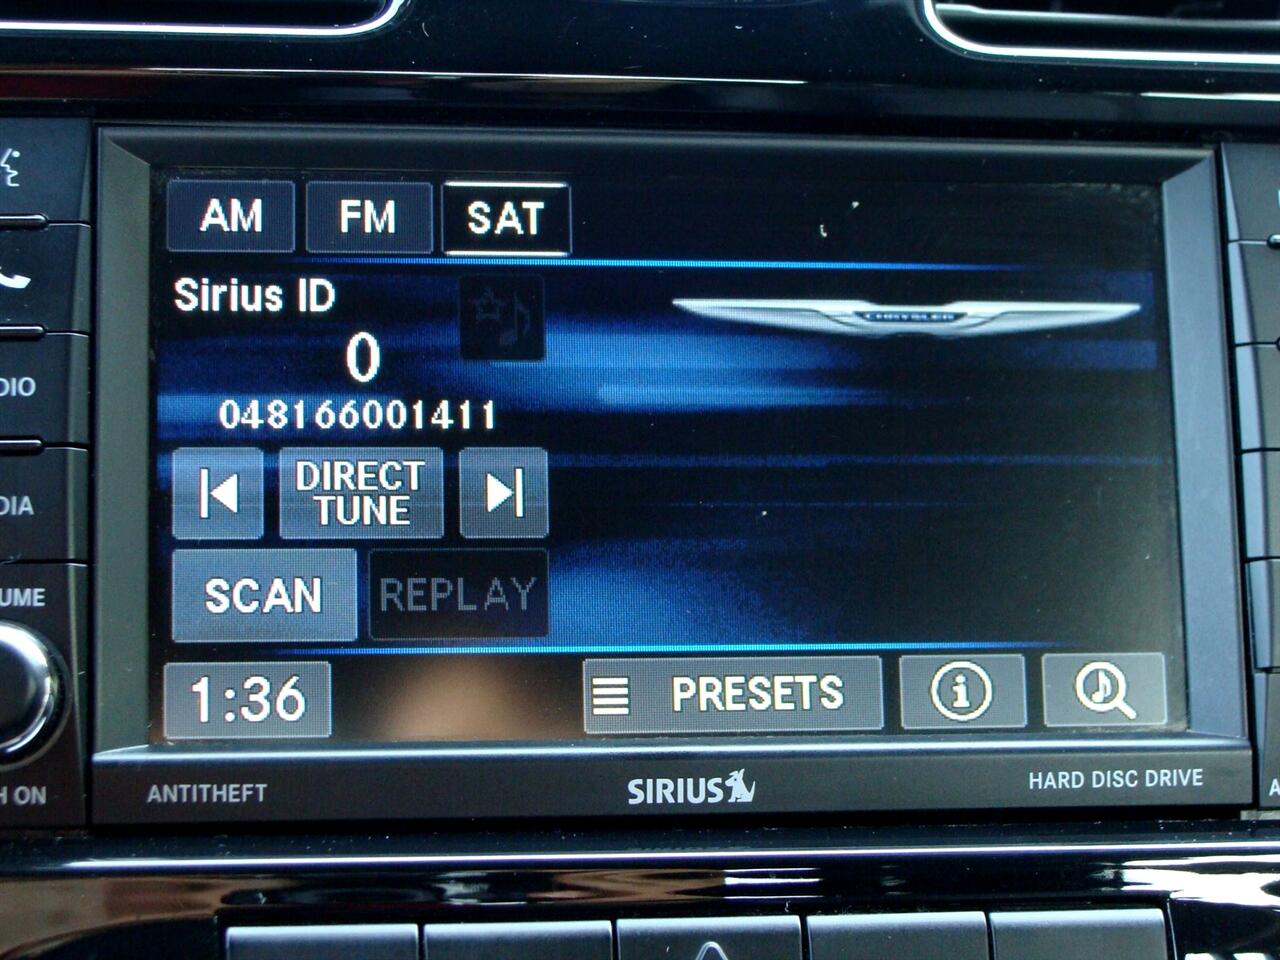 AM FM SAT
Sirius ID
0
CHRYSLER
048166001411
DIO
DIRECT
TUNE
DIA
SCAN REPLAY
UME
1:36 PRESETS i
H ON ANTITHEFT SIRIUS HARD DISC DRIVE A